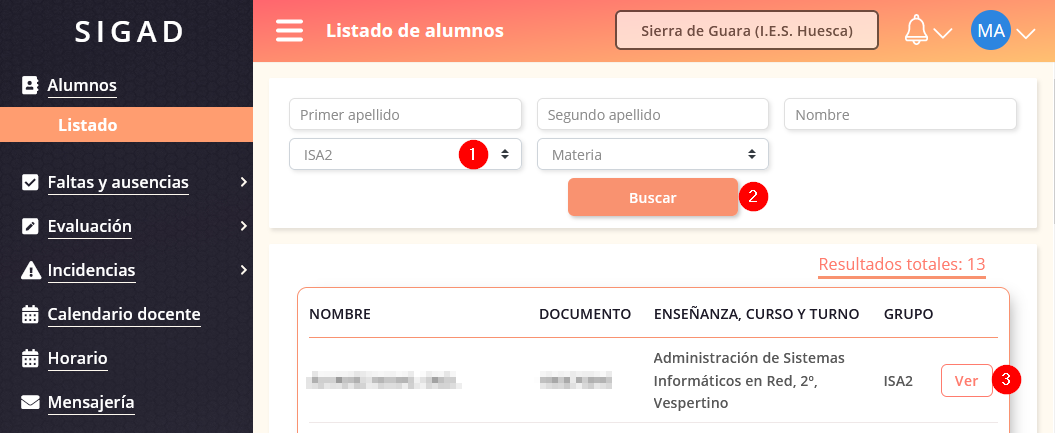 SIGAD
Listado de alumnos
Sierra de Guara (I.E.S. Huesca)
MA
Alumnos
Listado
Faltas y ausencias
Evaluación
Incidencias
Calendario docente
Horario
Mensajería
Primer apellido
Segundo apellido
Nombre
ISA2
1
Materia
Buscar
2
Resultados totales: 13
NOMBRE
DOCUMENTO
ENSEÑANZA, CURSO Y TURNO
GRUPO
Administración de Sistemas
Informáticos en Red, 2º,
Vespertino
ISA2
Ver
3